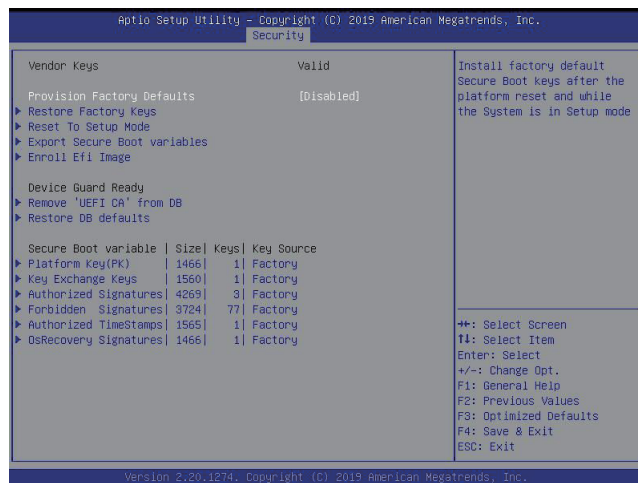 Aptio Setup Utility – Copyright (C) 2019 American Megatrends, Inc.
Security
Vendor Keys Valid
Provision Factory Defaults [Disabled]
▶ Restore Factory Keys
▶ Reset To Setup Mode
▶ Export Secure Boot variables
▶ Enroll Efi Image
Device Guard Ready
▶ Remove 'UEFI CA' from DB
▶ Restore DB defaults
Secure Boot variable | Size| Keys| Key Source
▶ Platform Key(PK) | 1466| 1| Factory
▶ Key Exchange Keys | 1560| 1| Factory
▶ Authorized Signatures| 4269| 3| Factory
▶ Forbidden Signatures| 3724| 77| Factory
▶ Authorized TimeStamps| 1565| 1| Factory
▶ OsRecovery Signatures| 1466| 1| Factory
Install factory default
Secure Boot keys after the
platform reset and while
the System is in Setup mode
→←: Select Screen
↑↓: Select Item
Enter: Select
+/-: Change Opt.
F1: General Help
F2: Previous Values
F3: Optimized Defaults
F4: Save & Exit
ESC: Exit
Version 2.20.1274. Copyright (C) 2019 American Megatrends, Inc.